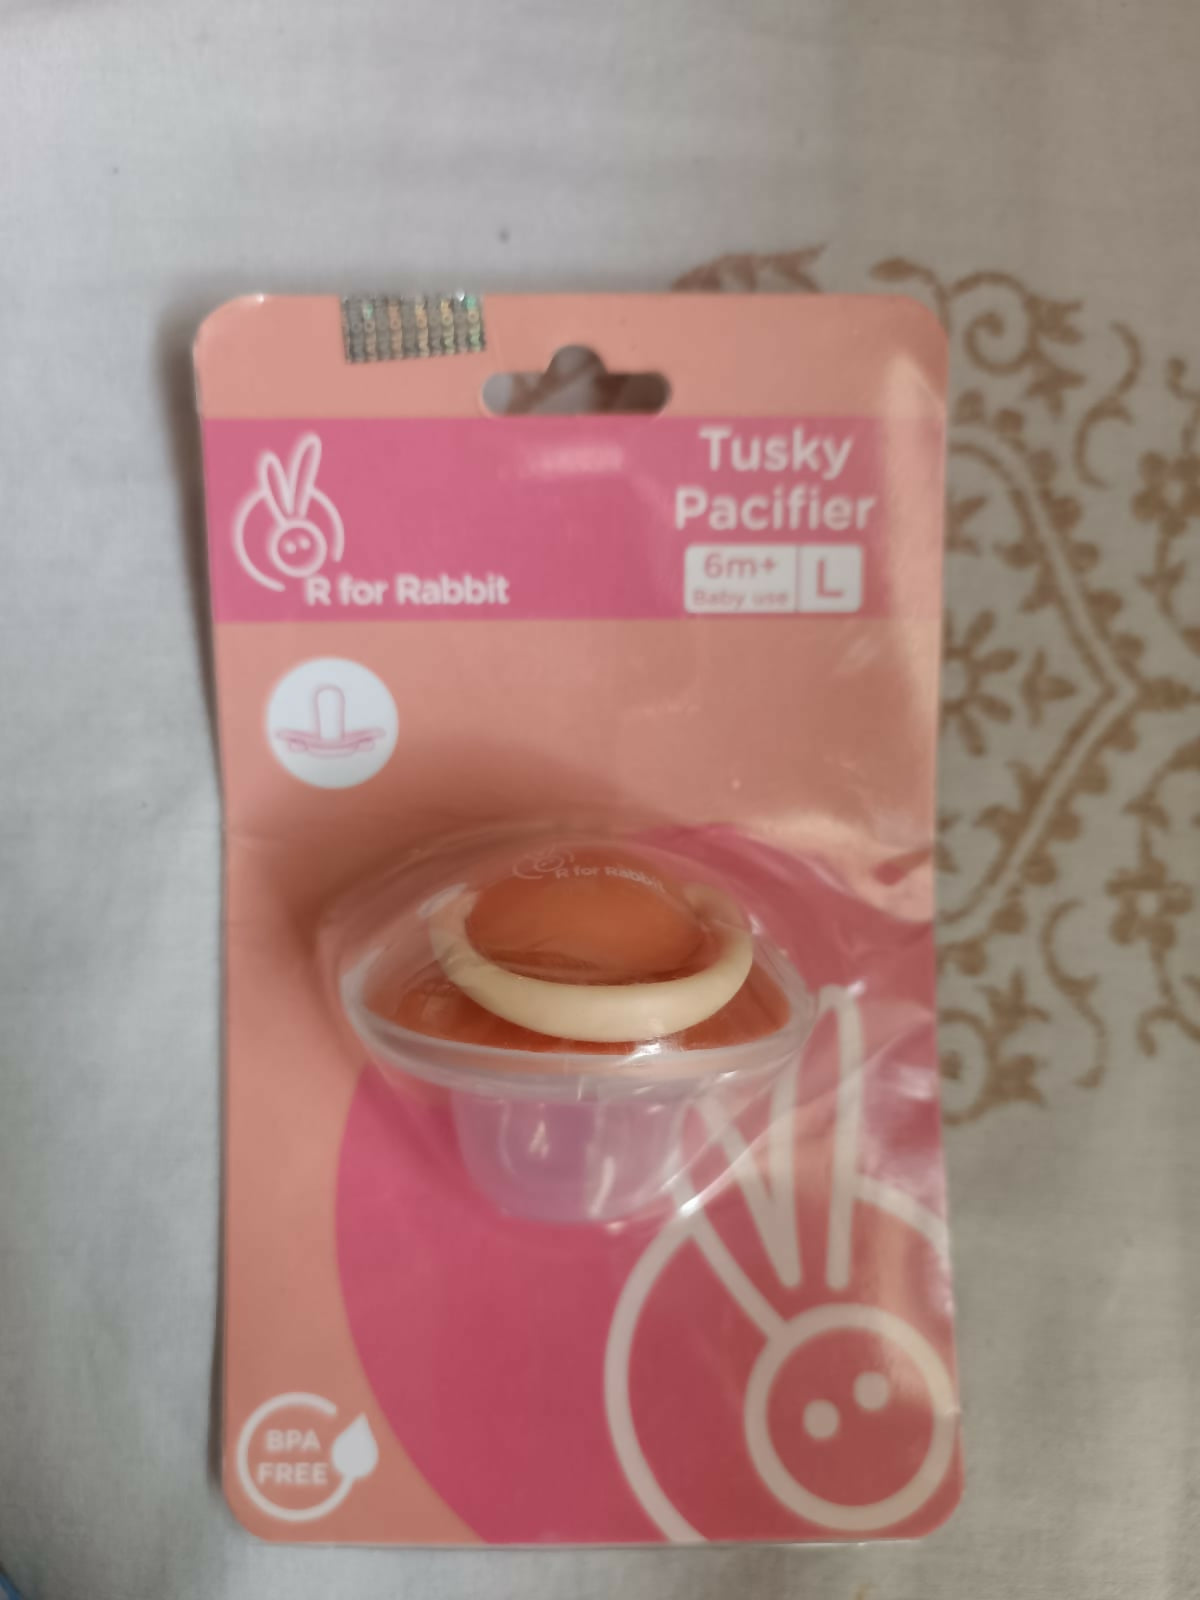 Tusky
Pacifier
6m+
Baby use
L
R for Rabbit
R for Rabbit
BPA
FREE